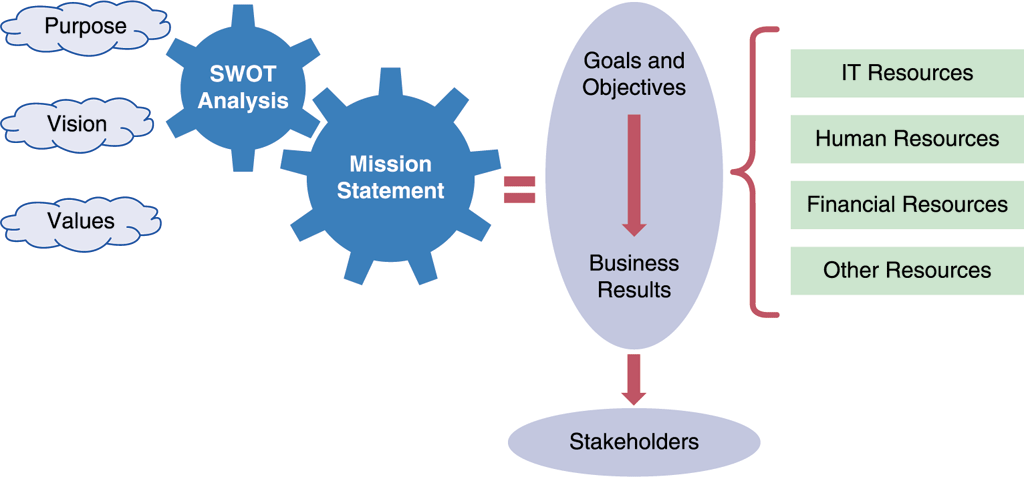 Purpose
Vision
Values
SWOT
Analysis
Mission
Statement
=
Goals and
Objectives
Business
Results
Stakeholders
IT Resources
Human Resources
Financial Resources
Other Resources